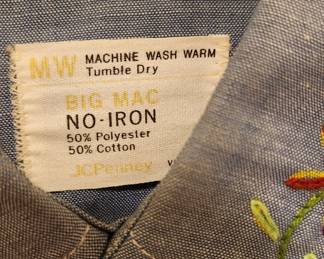 MW MACHINE WASH WARM
Tumble Dry
BIG MAC
NO-IRON
50% Polyester
50% Cotton
JCPenney